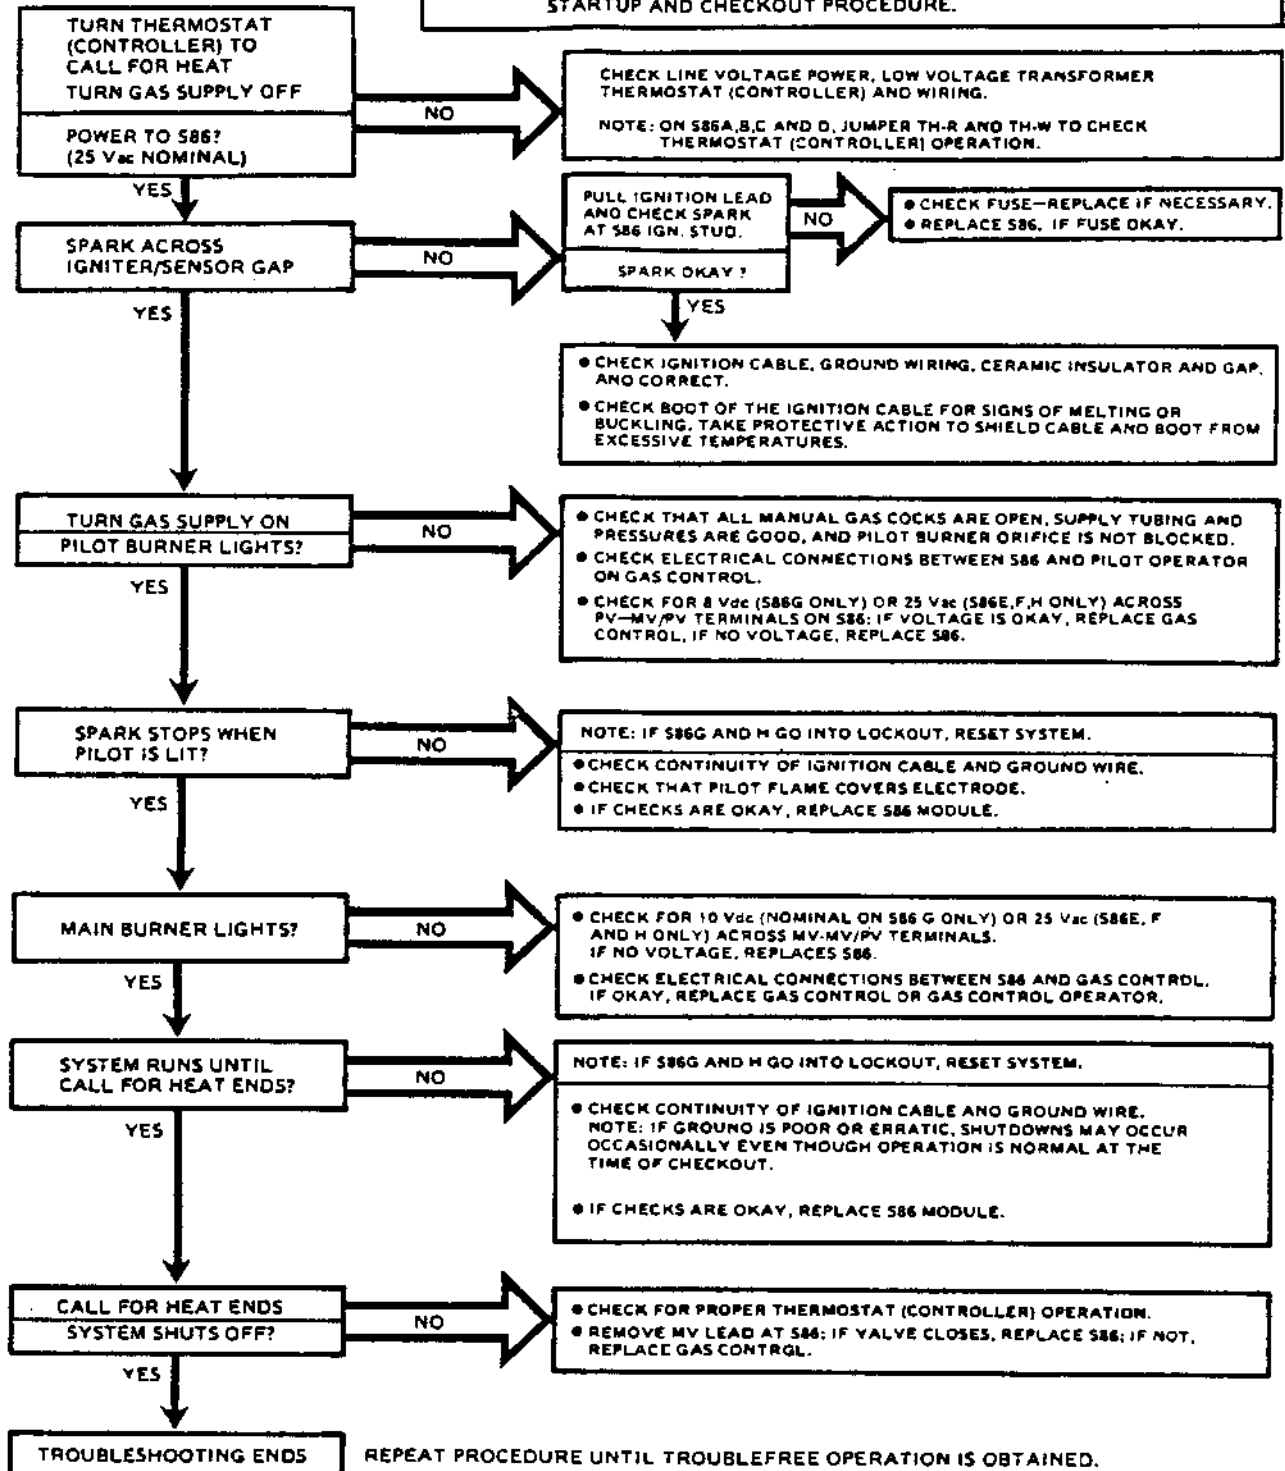 STARTUP AND CHECKOUT PROCEDURE.
TURN THERMOSTAT
(CONTROLLER) TO
CALL FOR HEAT
TURN GAS SUPPLY OFF
POWER TO S86?
(25 Vac NOMINAL)
NO
CHECK LINE VOLTAGE POWER, LOW VOLTAGE TRANSFORMER
THERMOSTAT (CONTROLLER) AND WIRING.
NOTE: ON S86A,B,C AND D, JUMPER TH-R AND TH-W TO CHECK
THERMOSTAT (CONTROLLER) OPERATION.
YES
SPARK ACROSS
IGNITER/SENSOR GAP
NO
PULL IGNITION LEAD
AND CHECK SPARK
AT S86 IGN. STUD.
SPARK OKAY ?
NO
● CHECK FUSE—REPLACE IF NECESSARY.
● REPLACE S86, IF FUSE OKAY.
YES
● CHECK IGNITION CABLE, GROUND WIRING, CERAMIC INSULATOR AND GAP,
AND CORRECT.
● CHECK BOOT OF THE IGNITION CABLE FOR SIGNS OF MELTING OR
BUCKLING. TAKE PROTECTIVE ACTION TO SHIELD CABLE AND BOOT FROM
EXCESSIVE TEMPERATURES.
YES
TURN GAS SUPPLY ON
PILOT BURNER LIGHTS?
NO
● CHECK THAT ALL MANUAL GAS COCKS ARE OPEN, SUPPLY TUBING AND
PRESSURES ARE GOOD, AND PILOT BURNER ORIFICE IS NOT BLOCKED.
● CHECK ELECTRICAL CONNECTIONS BETWEEN S86 AND PILOT OPERATOR
ON GAS CONTROL.
● CHECK FOR 8 Vdc (S86G ONLY) OR 25 Vac (S86E,F,H ONLY) ACROSS
PV—MV/PV TERMINALS ON S86; IF VOLTAGE IS OKAY, REPLACE GAS
CONTROL, IF NO VOLTAGE, REPLACE S86.
YES
SPARK STOPS WHEN
PILOT IS LIT?
NO
NOTE: IF S86G AND H GO INTO LOCKOUT, RESET SYSTEM.
● CHECK CONTINUITY OF IGNITION CABLE AND GROUND WIRE.
● CHECK THAT PILOT FLAME COVERS ELECTRODE.
● IF CHECKS ARE OKAY, REPLACE S86 MODULE.
YES
MAIN BURNER LIGHTS?
NO
● CHECK FOR 10 Vdc (NOMINAL ON S86 G ONLY) OR 25 Vac (S86E, F
AND H ONLY) ACROSS MV-MV/PV TERMINALS.
IF NO VOLTAGE, REPLACES S86.
● CHECK ELECTRICAL CONNECTIONS BETWEEN S86 AND GAS CONTROL.
IF OKAY, REPLACE GAS CONTROL OR GAS CONTROL OPERATOR.
YES
SYSTEM RUNS UNTIL
CALL FOR HEAT ENDS?
NO
NOTE: IF S86G AND H GO INTO LOCKOUT, RESET SYSTEM.
● CHECK CONTINUITY OF IGNITION CABLE AND GROUND WIRE.
NOTE: IF GROUND IS POOR OR ERRATIC, SHUTDOWNS MAY OCCUR
OCCASIONALLY EVEN THOUGH OPERATION IS NORMAL AT THE
TIME OF CHECKOUT.
● IF CHECKS ARE OKAY, REPLACE S86 MODULE.
YES
CALL FOR HEAT ENDS
SYSTEM SHUTS OFF?
NO
● CHECK FOR PROPER THERMOSTAT (CONTROLLER) OPERATION.
● REMOVE MV LEAD AT S86; IF VALVE CLOSES, REPLACE S86; IF NOT,
REPLACE GAS CONTROL.
YES
TROUBLESHOOTING ENDS
REPEAT PROCEDURE UNTIL TROUBLEFREE OPERATION IS OBTAINED.